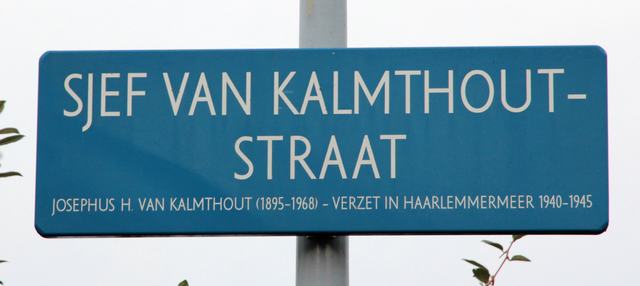 SJEF VAN KALMTHOUT-
STRAAT
JOSEPHUS H. VAN KALMTHOUT (1895-1968) - VERZET IN HAARLEMMERMEER 1940-1945